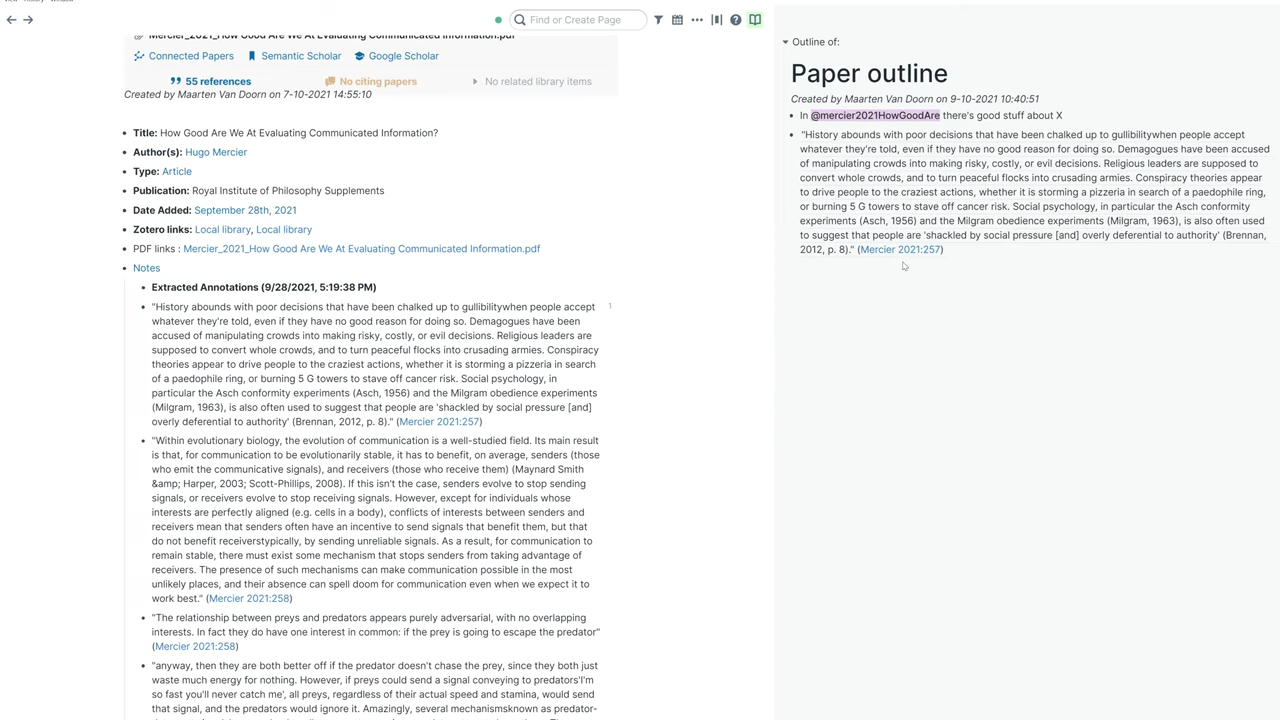 View History Window
Find or Create Page
Mercier_2021_How Good Are We At Evaluating Communicated Information.pdf
Connected Papers Semantic Scholar Google Scholar
55 references No citing papers No related library items
Created by Maarten Van Doorn on 7-10-2021 14:55:10
Title: How Good Are We At Evaluating Communicated Information?
Author(s): Hugo Mercier
Type: Article
Publication: Royal Institute of Philosophy Supplements
Date Added: September 28th, 2021
Zotero links: Local library, Local library
PDF links : Mercier_2021_How Good Are We At Evaluating Communicated Information.pdf
Notes
Extracted Annotations (9/28/2021, 5:19:38 PM)
"History abounds with poor decisions that have been chalked up to gullibilitywhen people accept 1
whatever they're told, even if they have no good reason for doing so. Demagogues have been
accused of manipulating crowds into making risky, costly, or evil decisions. Religious leaders are
supposed to convert whole crowds, and to turn peaceful flocks into crusading armies. Conspiracy
theories appear to drive people to the craziest actions, whether it is storming a pizzeria in search
of a paedophile ring, or burning 5 G towers to stave off cancer risk. Social psychology, in
particular the Asch conformity experiments (Asch, 1956) and the Milgram obedience experiments
(Milgram, 1963), is also often used to suggest that people are 'shackled by social pressure [and]
overly deferential to authority' (Brennan, 2012, p. 8)." (Mercier 2021:257)
"Within evolutionary biology, the evolution of communication is a well-studied field. Its main result
is that, for communication to be evolutionarily stable, it has to benefit, on average, senders (those
who emit the communicative signals), and receivers (those who receive them) (Maynard Smith
&amp; Harper, 2003; Scott-Phillips, 2008). If this isn't the case, senders evolve to stop sending
signals, or receivers evolve to stop receiving signals. However, except for individuals whose
interests are perfectly aligned (e.g. cells in a body), conflicts of interests between senders and
receivers mean that senders often have an incentive to send signals that benefit them, but that
do not benefit receiverstypically, by sending unreliable signals. As a result, for communication to
remain stable, there must exist some mechanism that stops senders from taking advantage of
receivers. The presence of such mechanisms can make communication possible in the most
unlikely places, and their absence can spell doom for communication even when we expect it to
work best." (Mercier 2021:258)
"The relationship between preys and predators appears purely adversarial, with no overlapping
interests. In fact they do have one interest in common: if the prey is going to escape the predator"
(Mercier 2021:258)
"anyway, then they are both better off if the predator doesn't chase the prey, since they both just
waste much energy for nothing. However, if preys could send a signal conveying to predators'I'm
so fast you'll never catch me', all preys, regardless of their actual speed and stamina, would send
that signal, and the predators would ignore it. Amazingly, several mechanismsknown as predator-
Outline of:
Paper outline
Created by Maarten Van Doorn on 9-10-2021 10:40:51
In @mercier2021HowGoodAre there's good stuff about X
"History abounds with poor decisions that have been chalked up to gullibilitywhen people accept
whatever they're told, even if they have no good reason for doing so. Demagogues have been accused
of manipulating crowds into making risky, costly, or evil decisions. Religious leaders are supposed to
convert whole crowds, and to turn peaceful flocks into crusading armies. Conspiracy theories appear
to drive people to the craziest actions, whether it is storming a pizzeria in search of a paedophile ring,
or burning 5 G towers to stave off cancer risk. Social psychology, in particular the Asch conformity
experiments (Asch, 1956) and the Milgram obedience experiments (Milgram, 1963), is also often used
to suggest that people are 'shackled by social pressure [and] overly deferential to authority' (Brennan,
2012, p. 8)." (Mercier 2021:257)